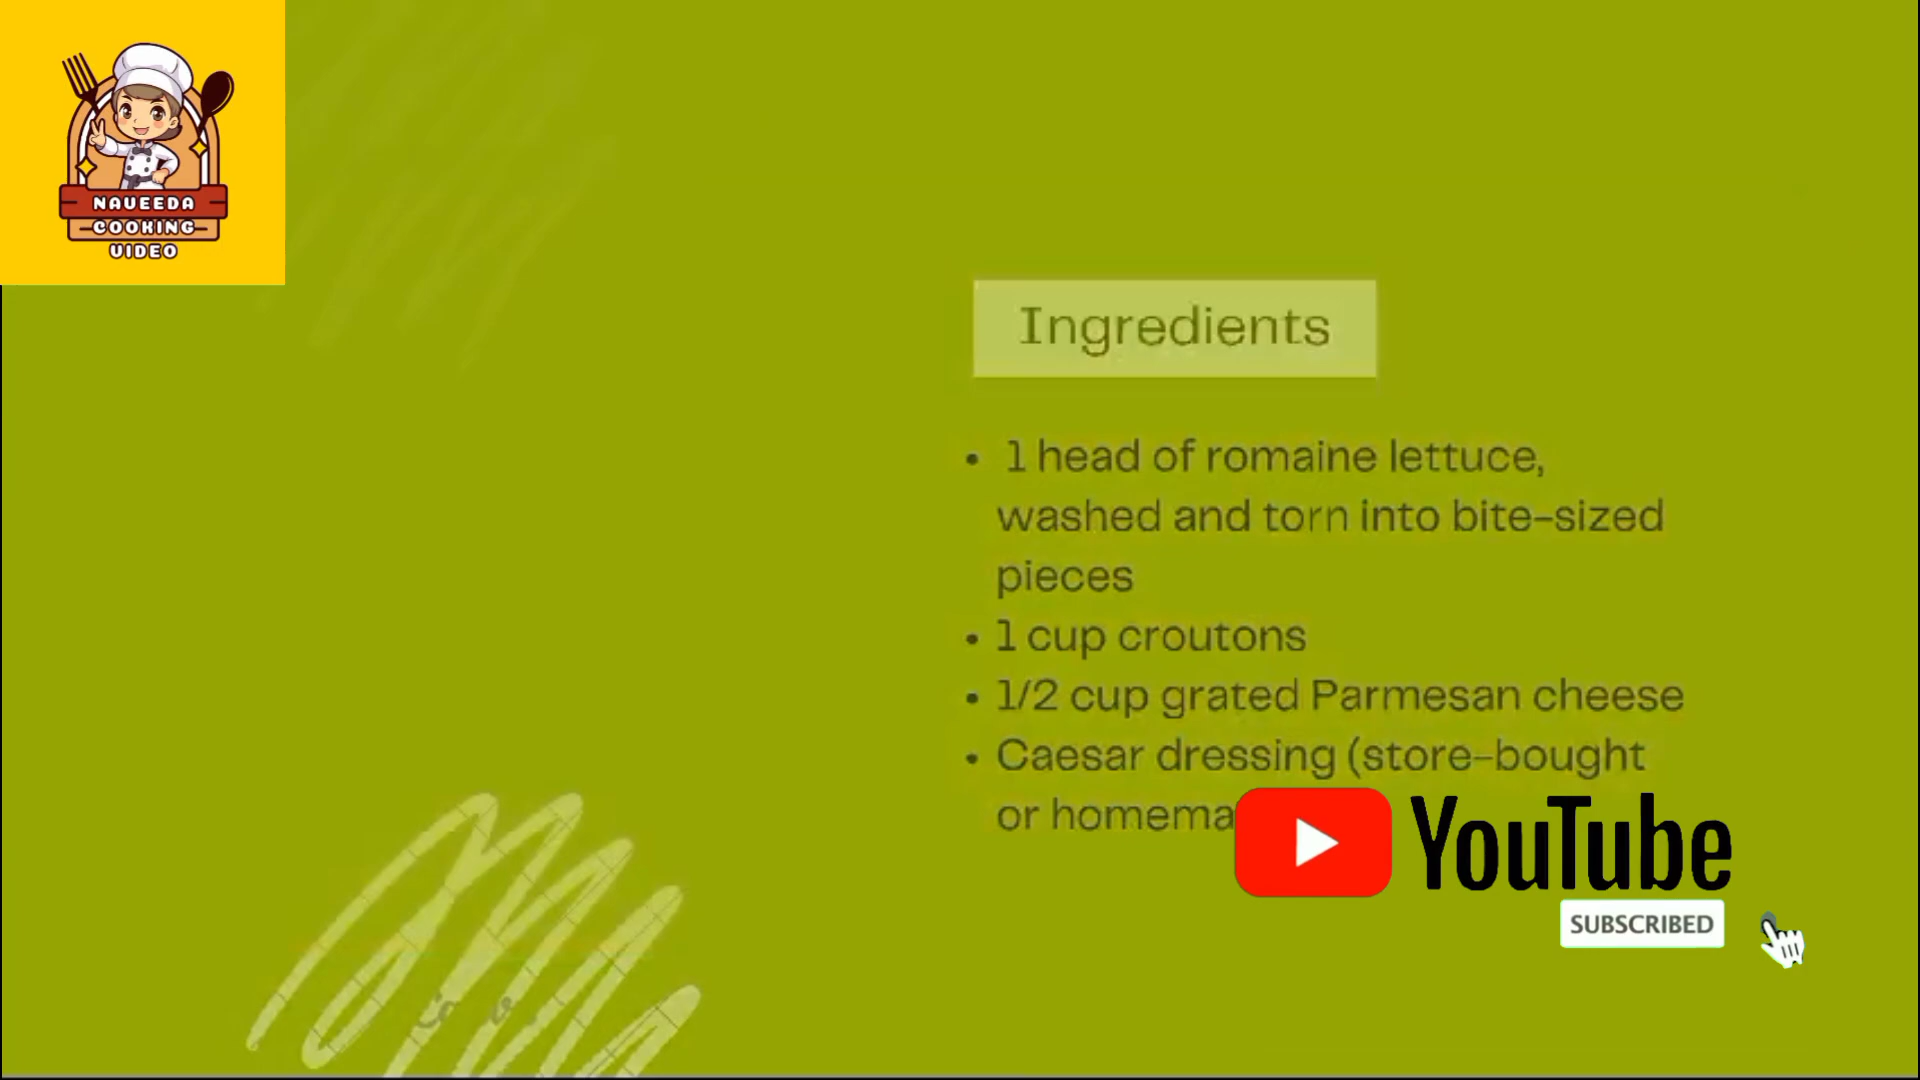 NAVEEDA
COOKING
VIDEO
Ingredients
• 1 head of romaine lettuce,
washed and torn into bite-sized
pieces
• 1 cup croutons
• 1/2 cup grated Parmesan cheese
• Caesar dressing (store-bought
or homema
YouTube
SUBSCRIBED